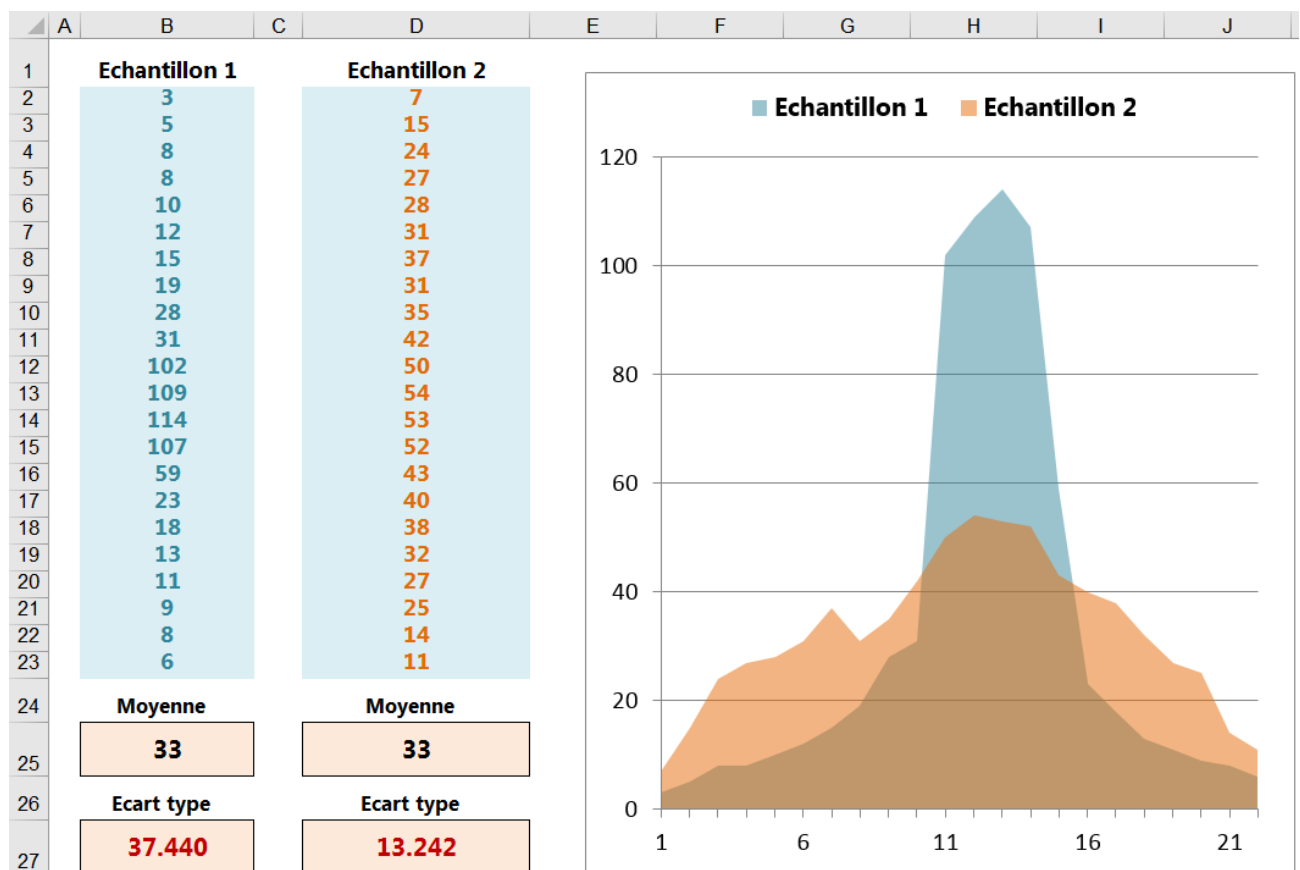 A B C D E F G H I J
1 Echantillon 1 Echantillon 2
2 3 7
3 5 15
4 8 24
5 8 27
6 10 28
7 12 31
8 15 37
9 19 31
10 28 35
11 31 42
12 102 50
13 109 54
14 114 53
15 107 52
16 59 43
17 23 40
18 18 38
19 13 32
20 11 27
21 9 25
22 8 14
23 6 11
24 Moyenne Moyenne
25 33 33
26 Ecart type Ecart type
27 37.440 13.242
Echantillon 1 Echantillon 2
120
100
80
60
40
20
0
1 6 11 16 21